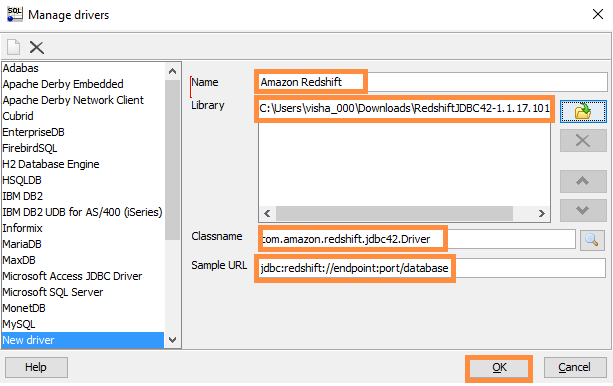 Manage drivers
Adabas
Apache Derby Embedded
Apache Derby Network Client
Cubrid
EnterpriseDB
FirebirdSQL
H2 Database Engine
HSQLDB
IBM DB2
IBM DB2 UDB for AS/400 (iSeries)
Informix
MariaDB
MaxDB
Microsoft Access JDBC Driver
Microsoft SQL Server
MonetDB
MySQL
New driver
Name
Amazon Redshift
Library
C:\Users\visha_000\Downloads\RedshiftJDBC42-1.1.17.101
Classname
com.amazon.redshift.jdbc42.Driver
Sample URL
jdbc:redshift://endpoint:port/database
Help
OK
Cancel